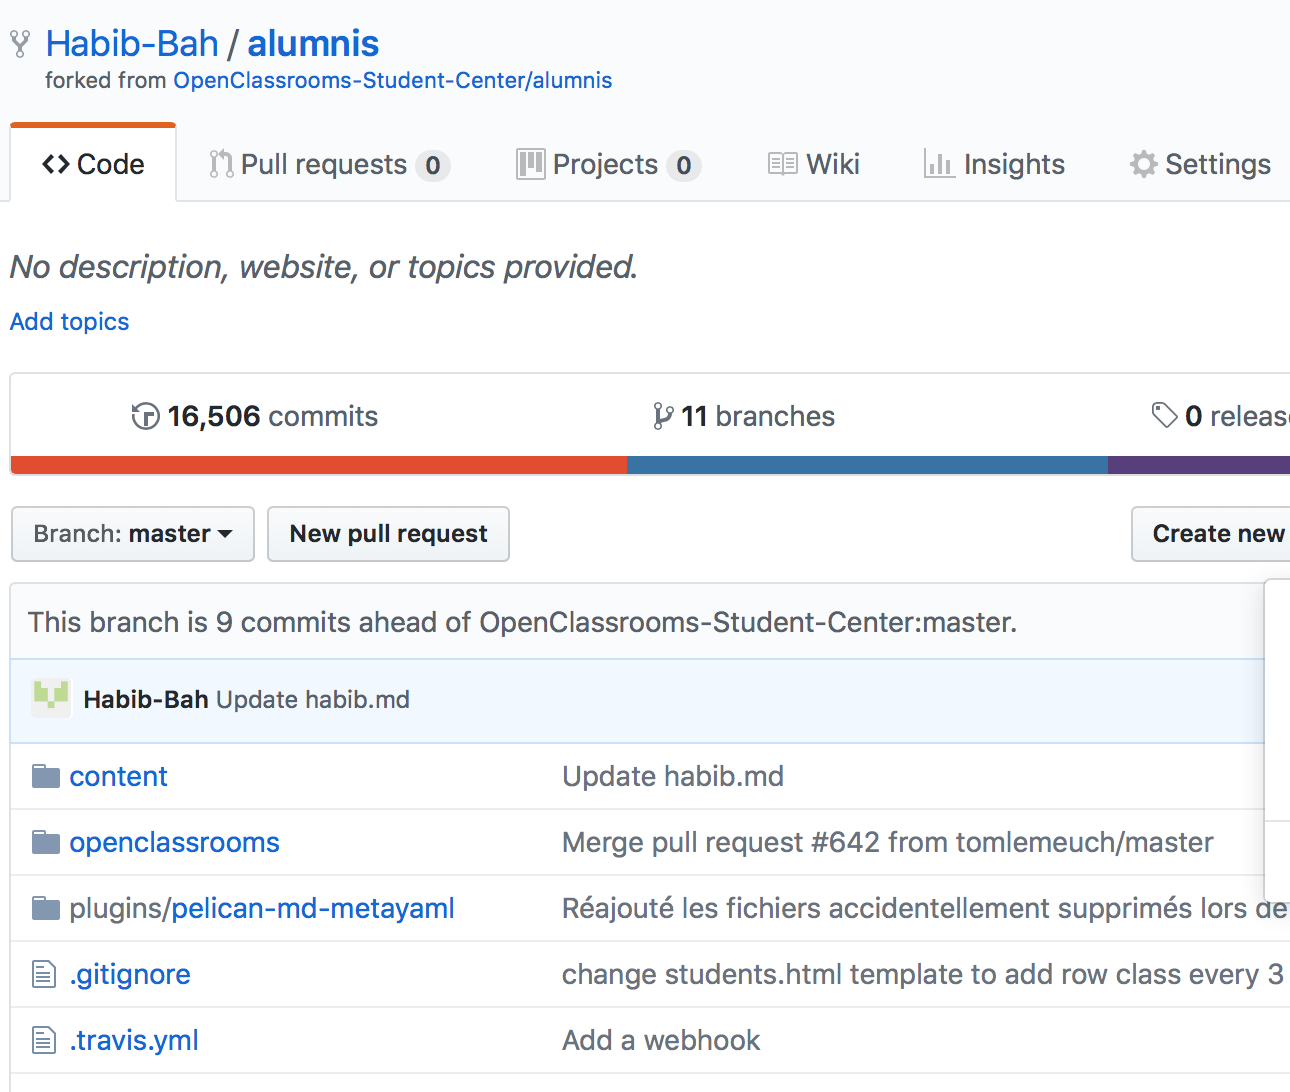 Habib-Bah / alumnis
forked from OpenClassrooms-Student-Center/alumnis
Code Pull requests 0 Projects 0 Wiki Insights Settings
No description, website, or topics provided.
Add topics
16,506 commits 11 branches 0 release
Branch: master New pull request Create new
This branch is 9 commits ahead of OpenClassrooms-Student-Center:master.
Habib-Bah Update habib.md
content Update habib.md
openclassrooms Merge pull request #642 from tomlemeuch/master
plugins/pelican-md-metayaml Réajouté les fichiers accidentellement supprimés lors de
.gitignore change students.html template to add row class every 3
.travis.yml Add a webhook